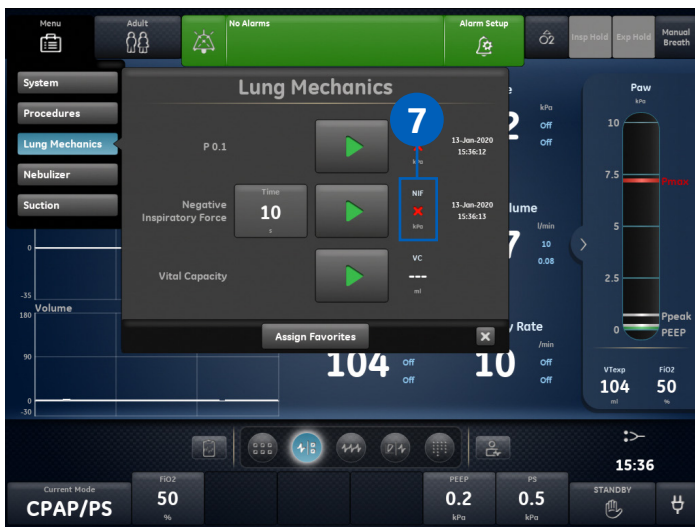 Menu
Adult
No Alarms
Alarm Setup
O2
Insp Hold
Exp Hold
Manual
Breath
System
Procedures
Lung Mechanics
Nebulizer
Suction
Lung Mechanics
7
P 0.1
kPa
13-Jan-2020
15:36:12
Negative
Inspiratory Force
Time
10
s
NIF
kPa
13-Jan-2020
15:36:13
Vital Capacity
VC
---
ml
Assign Favorites
kPa
Off
Off
l/min
10
0.08
Paw
kPa
10
7.5
Pmax
5
2.5
0
Ppeak
PEEP
VTexp
104
ml
FiO2
50
%
0
-35
Volume
180
90
0
-30
104
Off
Off
Rate
/min
10
Off
Off
15:36
Current Mode
CPAP/PS
FiO2
50
%
PEEP
0.2
kPa
PS
0.5
kPa
STANDBY